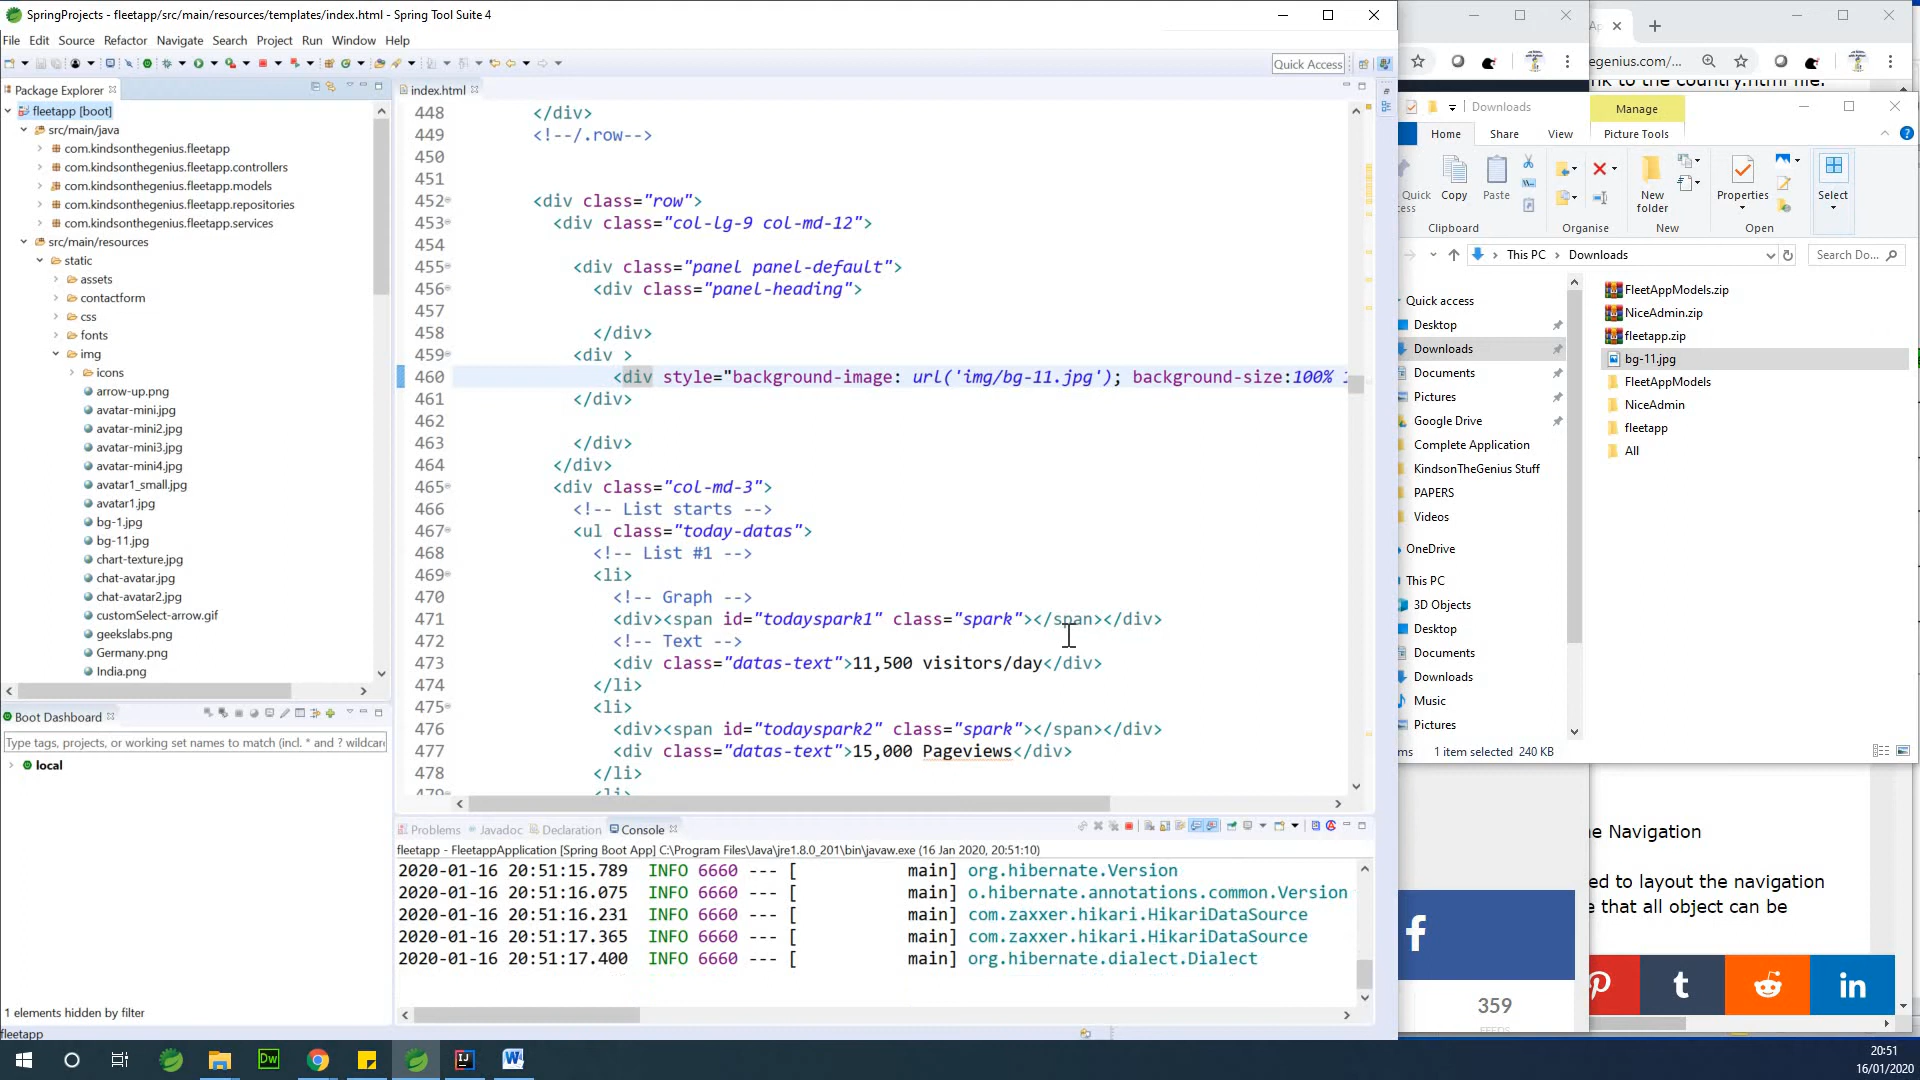 SpringProjects - fleetapp/src/main/resources/templates/index.html - Spring Tool Suite 4
File Edit Source Refactor Navigate Search Project Run Window Help
Quick Access
Package Explorer
fleetapp [boot]
src/main/java
com.kindsonthegenius.fleetapp
com.kindsonthegenius.fleetapp.controllers
com.kindsonthegenius.fleetapp.models
com.kindsonthegenius.fleetapp.repositories
com.kindsonthegenius.fleetapp.services
src/main/resources
static
assets
contactform
css
fonts
img
icons
arrow-up.png
avatar-mini.jpg
avatar-mini2.jpg
avatar-mini3.jpg
avatar-mini4.jpg
avatar1_small.jpg
avatar1.jpg
bg-1.jpg
bg-11.jpg
chart-texture.jpg
chat-avatar.jpg
chat-avatar2.jpg
customSelect-arrow.gif
geekslabs.png
Germany.png
India.png
Boot Dashboard
Type tags, projects, or working set names to match (incl. * and ? wildcard
local
1 elements hidden by filter
fleetapp
index.html
448 </div>
449 <!--/.row-->
450
451
452 <div class="row">
453 <div class="col-lg-9 col-md-12">
454
455 <div class="panel panel-default">
456 <div class="panel-heading">
457
458 </div>
459 <div >
460 <div style="background-image: url('img/bg-11.jpg'); background-size:100%
461 </div>
462
463 </div>
464 </div>
465 <div class="col-md-3">
466 <!-- List starts -->
467 <ul class="today-datas">
468 <!-- List #1 -->
469 <li>
470 <!-- Graph -->
471 <div><span id="todayspark1" class="spark"></span></div>
472 <!-- Text -->
473 <div class="datas-text">11,500 visitors/day</div>
474 </li>
475 <li>
476 <div><span id="todayspark2" class="spark"></span></div>
477 <div class="datas-text">15,000 Pageviews</div>
478 </li>
479 <li>
Problems Javadoc Declaration Console
fleetapp - FleetappApplication [Spring Boot App] C:\Program Files\Java\jre1.8.0_201\bin\javaw.exe (16 Jan 2020, 20:51:10)
2020-01-16 20:51:15.789 INFO 6660 --- [ main] org.hibernate.Version
2020-01-16 20:51:16.075 INFO 6660 --- [ main] o.hibernate.annotations.common.Version
2020-01-16 20:51:16.231 INFO 6660 --- [ main] com.zaxxer.hikari.HikariDataSource
2020-01-16 20:51:17.365 INFO 6660 --- [ main] com.zaxxer.hikari.HikariDataSource
2020-01-16 20:51:17.400 INFO 6660 --- [ main] org.hibernate.dialect.Dialect
egenius.com/...
nk to the country.html file.
Downloads
Manage
Home Share View Picture Tools
Quick
Copy
Paste
New
folder
Properties
Select
Clipboard Organise New Open
This PC > Downloads
Search Do...
Quick access
Desktop
Downloads
Documents
Pictures
Google Drive
Complete Application
KindsonTheGenius Stuff
PAPERS
Videos
OneDrive
This PC
3D Objects
Desktop
Documents
Downloads
Music
Pictures
FleetAppModels.zip
NiceAdmin.zip
fleetapp.zip
bg-11.jpg
FleetAppModels
NiceAdmin
fleetapp
All
ms 1 item selected 240 KB
e Navigation
ed to layout the navigation
e that all object can be
359
FEEDS
Dw
IJ
W
20:51
16/01/2020